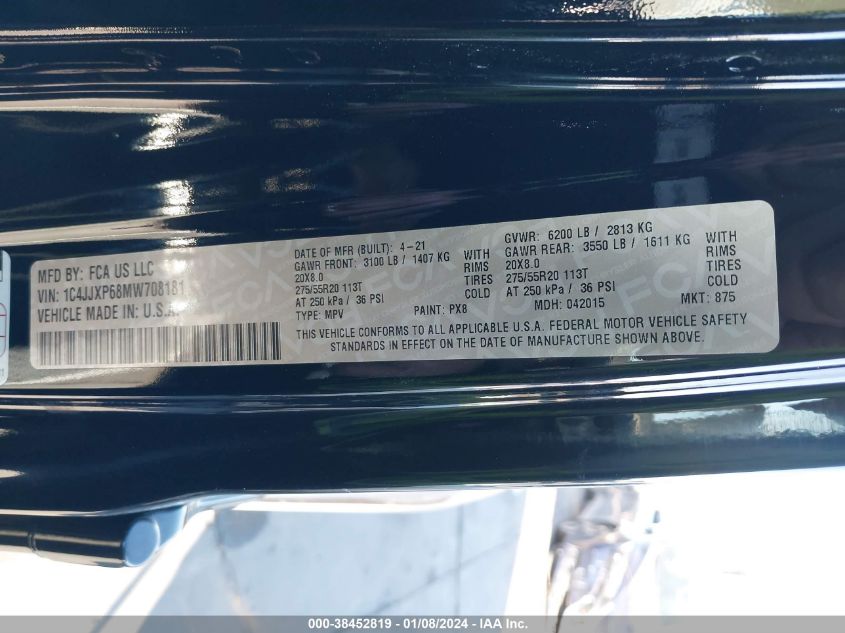 MFD BY: FCA US LLC
VIN: 1C4JJXP68MW708181
VEHICLE MADE IN: U.S.A.
DATE OF MFR (BUILT): 4-21
GAWR FRONT: 3100 LB / 1407 KG WITH
20X8.0 RIMS
275/55R20 113T TIRES
AT 250 kPa / 36 PSI COLD
TYPE: MPV PAINT: PX8
GVWR: 6200 LB / 2813 KG
GAWR REAR: 3550 LB / 1611 KG WITH
20X8.0 RIMS
275/55R20 113T TIRES
AT 250 kPa / 36 PSI COLD
MDH: 042015 MKT: 875
THIS VEHICLE CONFORMS TO ALL APPLICABLE U.S.A. FEDERAL MOTOR VEHICLE SAFETY
STANDARDS IN EFFECT ON THE DATE OF MANUFACTURE SHOWN ABOVE.
000-38452819 - 01/08/2024 - IAA Inc.